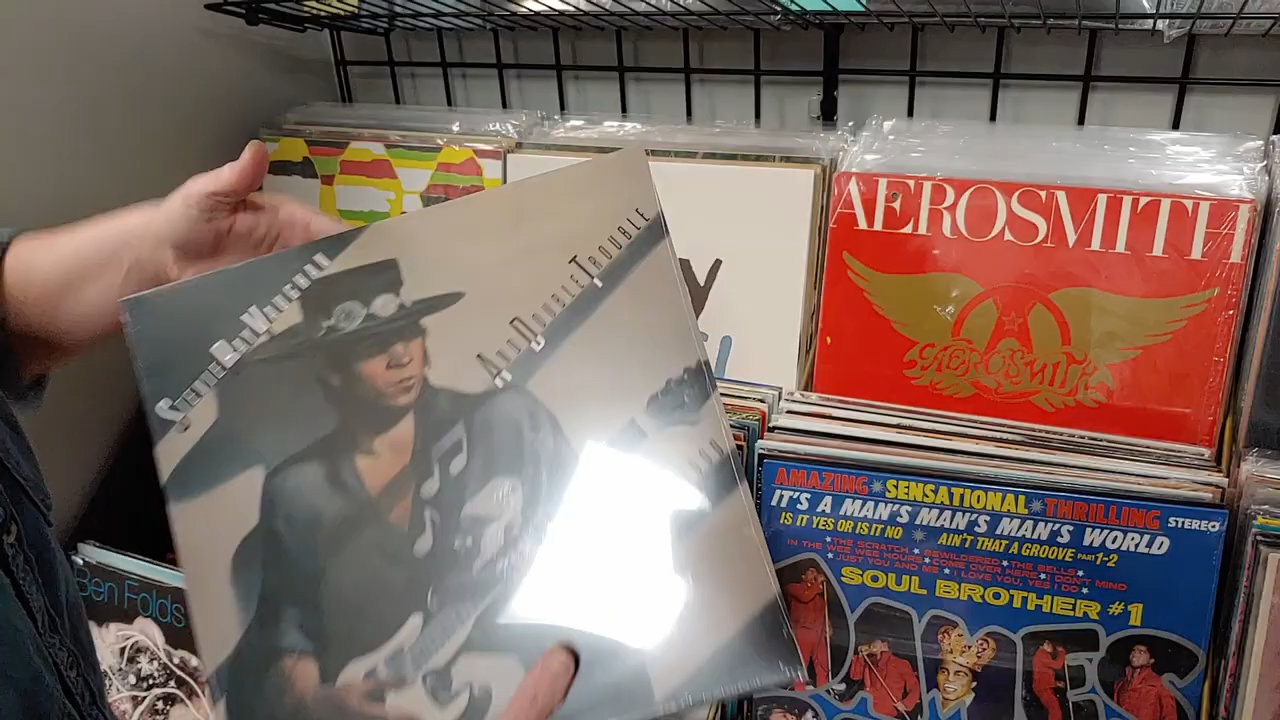 STEVIE RAY VAUGHAN
AND DOUBLE TROUBLE
AEROSMITH
AEROSMITH
AMAZING SENSATIONAL THRILLING
IT'S A MAN'S MAN'S MAN'S WORLD
STEREO
IS IT YES OR IS IT NO AIN'T THAT A GROOVE PART 1-2
IN THE WEE WEE HOURS THE SCRATCH BEWILDERED THE BELLS
JUST YOU AND ME COME OVER HERE I DON'T MIND
I LOVE YOU, YES I DO
SOUL BROTHER #1
JAMES
Ben Folds